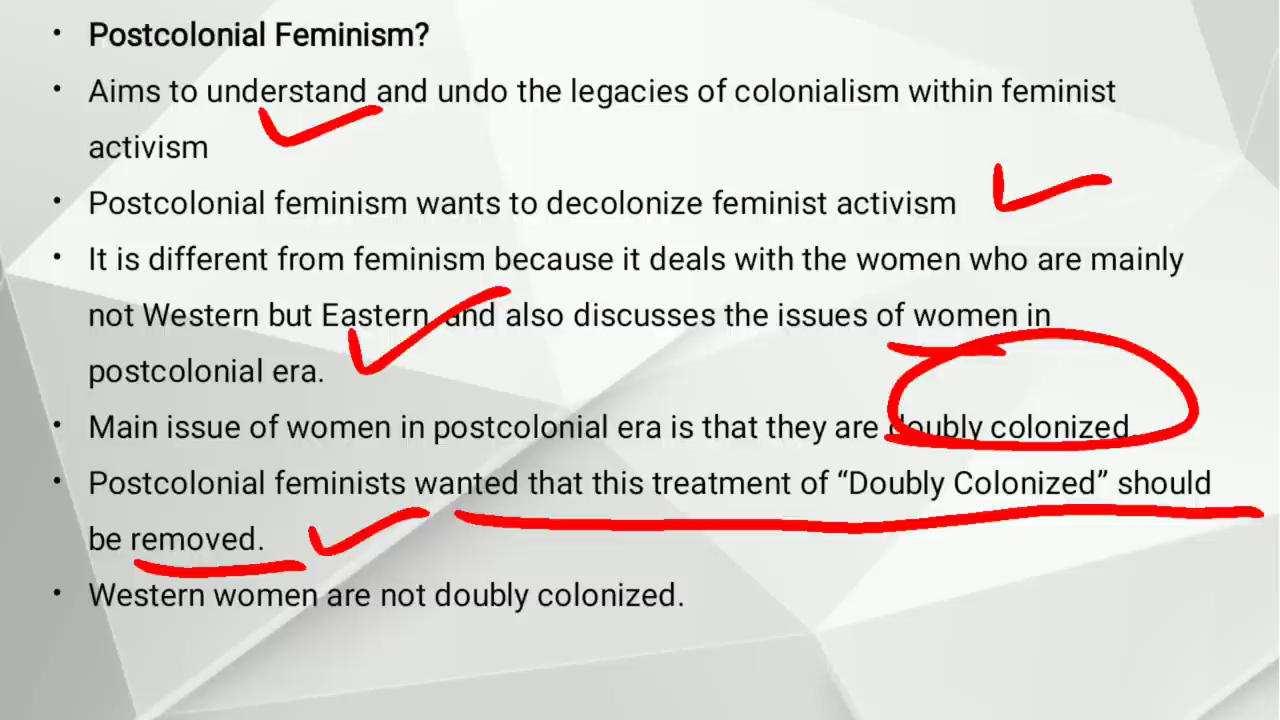 • Postcolonial Feminism?
• Aims to understand and undo the legacies of colonialism within feminist
activism
• Postcolonial feminism wants to decolonize feminist activism
• It is different from feminism because it deals with the women who are mainly
not Western but Eastern, and also discusses the issues of women in
postcolonial era.
• Main issue of women in postcolonial era is that they are doubly colonized.
• Postcolonial feminists wanted that this treatment of “Doubly Colonized” should
be removed.
• Western women are not doubly colonized.